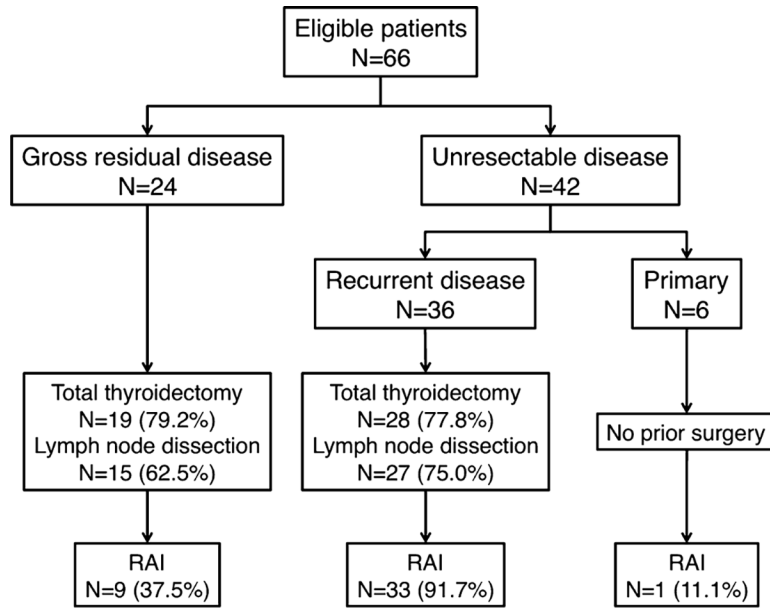 Eligible patients
N=66
Gross residual disease
N=24
Unresectable disease
N=42
Recurrent disease
N=36
Primary
N=6
Total thyroidectomy
N=19 (79.2%)
Lymph node dissection
N=15 (62.5%)
Total thyroidectomy
N=28 (77.8%)
Lymph node dissection
N=27 (75.0%)
No prior surgery
RAI
N=9 (37.5%)
RAI
N=33 (91.7%)
RAI
N=1 (11.1%)